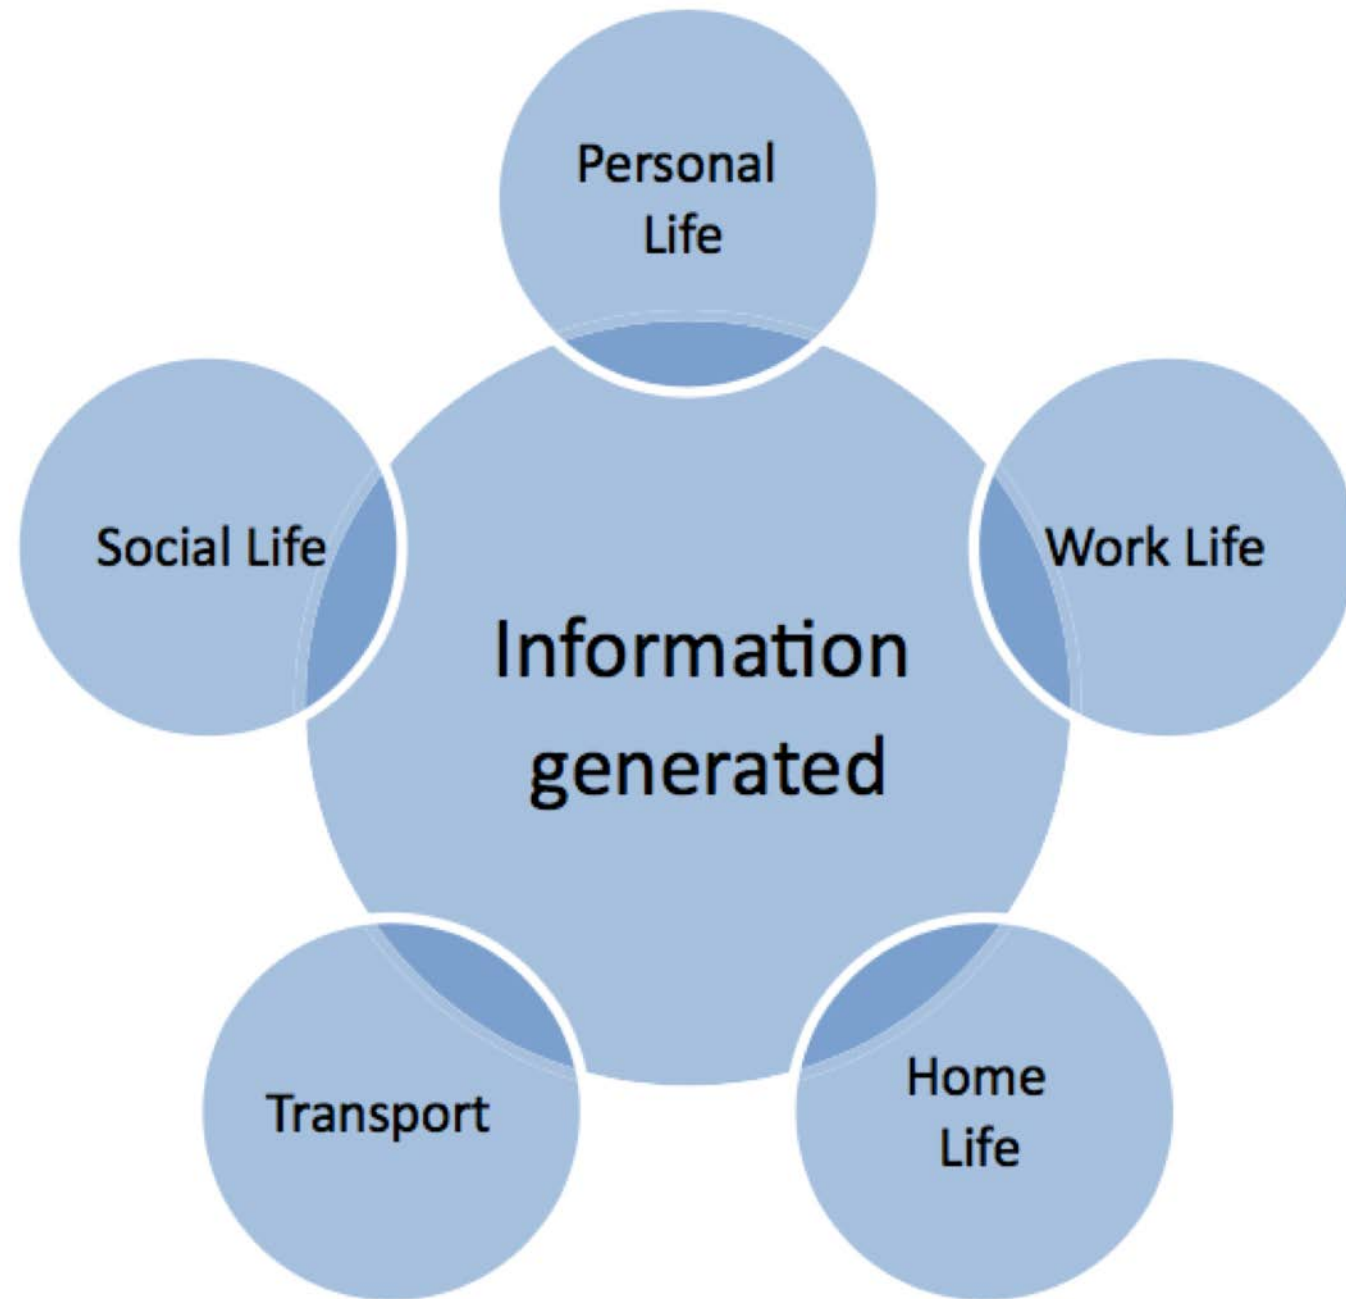 Personal
Life
Social Life
Work Life
Information
generated
Transport
Home
Life